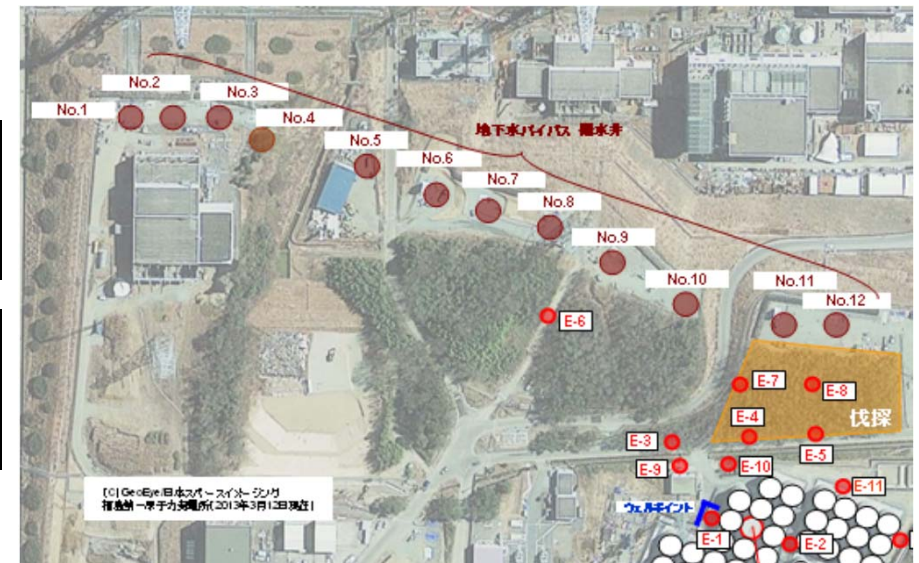 No.2
No.3
No.1
No.4
No.5
No.6
地下水バイパス 揚水井
No.7
No.8
No.9
No.10
No.11
No.12
E-6
E-7
E-8
E-4
伐採
E-3
E-5
E-9
E-10
E-11
(C)GeoEye/日本スペースイメージング
福島第一原子力発電所(2013年3月12日現在)
ウェルポイント
E-1
E-2